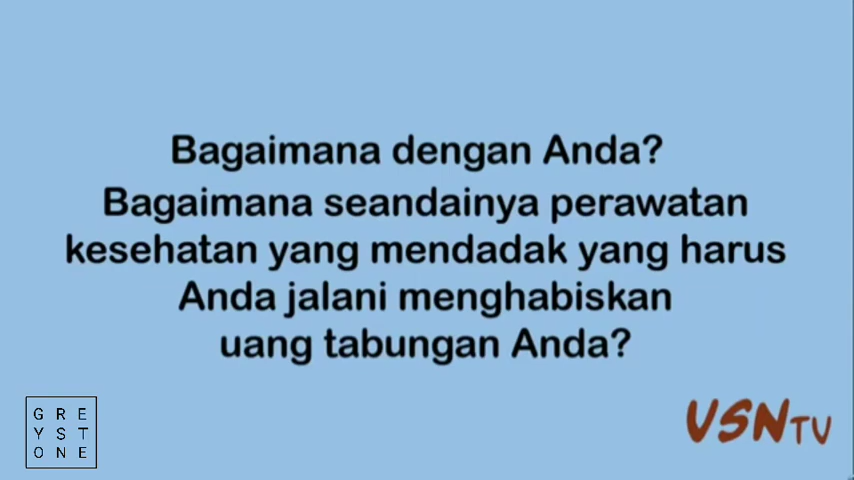 Bagaimana dengan Anda?
Bagaimana seandainya perawatan
kesehatan yang mendadak yang harus
Anda jalani menghabiskan
uang tabungan Anda?
G R E
Y S T
O N E
VSNTV